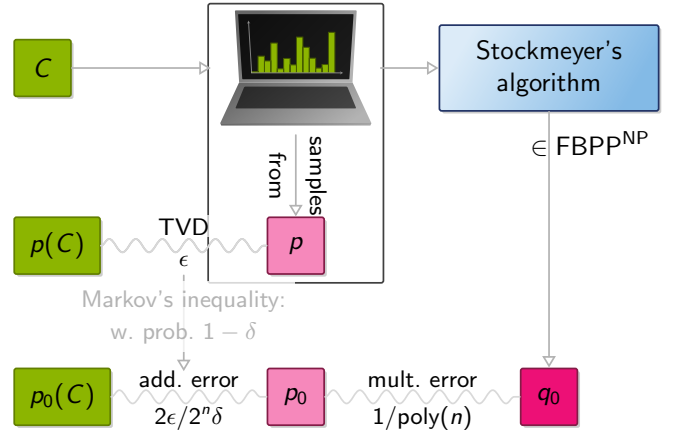 C
Stockmeyer's
algorithm
samples
from
∈ FBPP^NP
p(C)
TVD
ϵ
p
Markov's inequality:
w. prob. 1 − δ
p₀(C)
add. error
2ϵ/2ⁿδ
p₀
mult. error
1/poly(n)
q₀